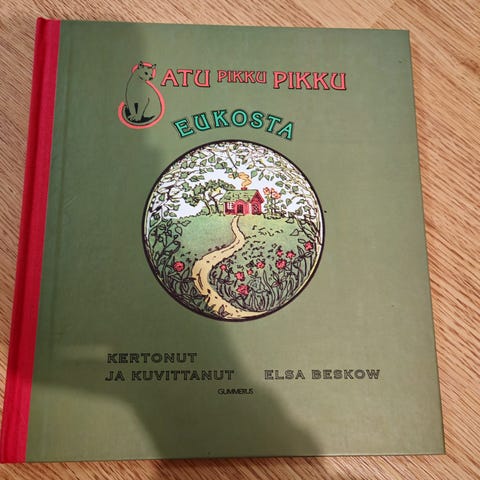 SATU PIKKU PIKKU
EUKOSTA
KERTONUT
JA KUVITTANUT ELSA BESKOW
GUMMERUS